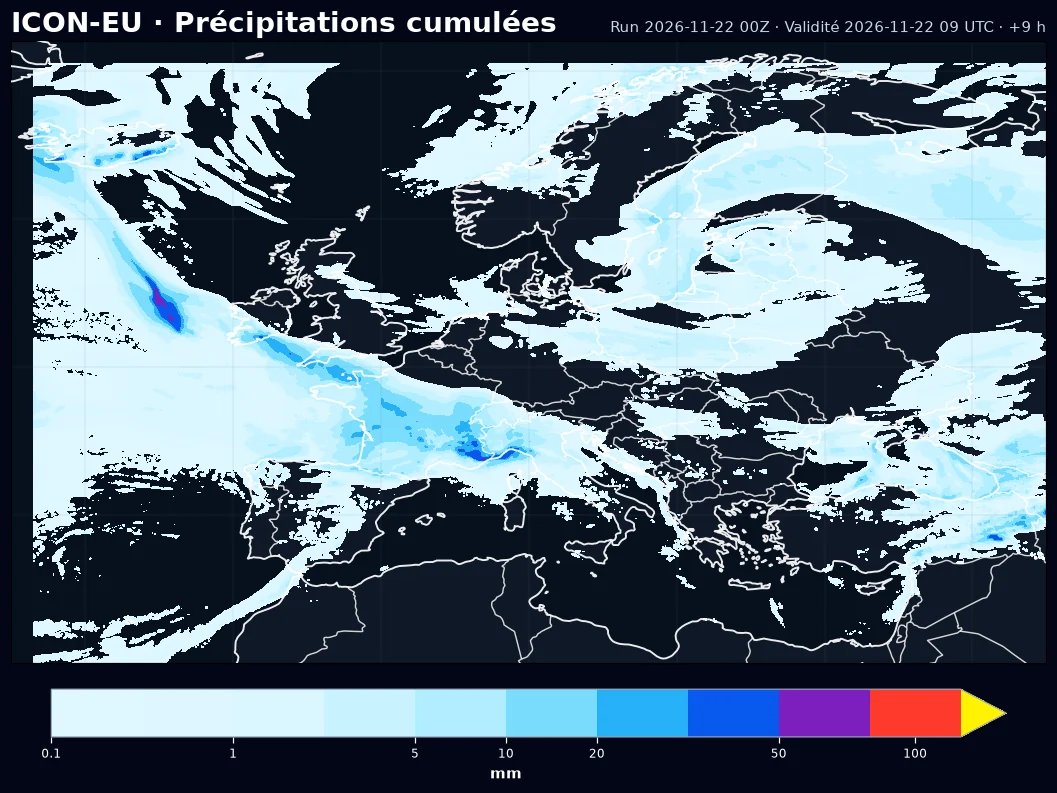 ICON-EU · Précipitations cumulées
Run 2026-11-22 00Z · Validité 2026-11-22 09 UTC · +9 h
0.1 1 5 10 20 50 100
mm